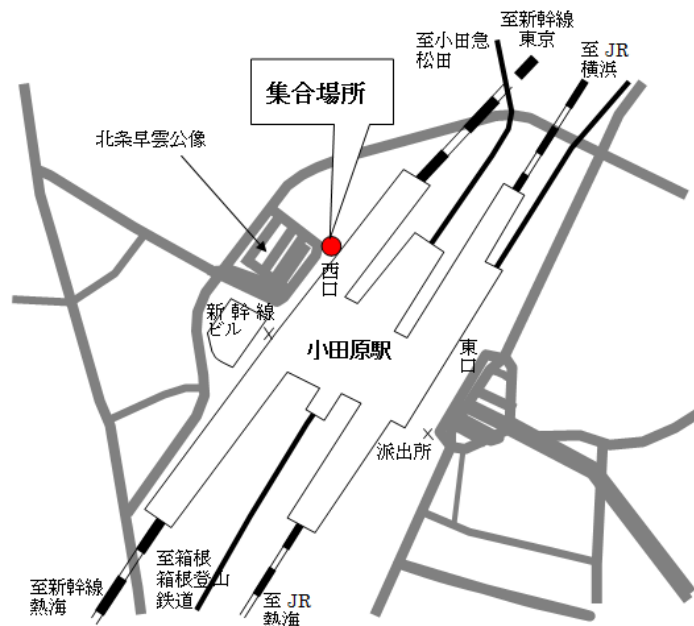 至新幹線
東京
至小田急
松田
至 JR
横浜
集合場所
北条早雲公像
西口
新幹線
ビル
小田原駅
東口
派出所
至箱根
箱根登山
鉄道
至新幹線
熱海
至 JR
熱海